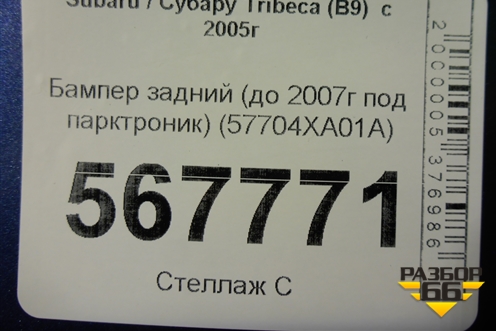 Subaru / Субару Tribeca (B9) с
2005г
Бампер задний (до 2007г под
парктроник) (57704XA01A)
567771
Стеллаж С
2000005376986
РАЗБОР
66